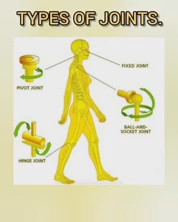 TYPES OF JOINTS.
FIXED JOINT
PIVOT JOINT
BALL-AND-
SOCKET JOINT
HINGE JOINT